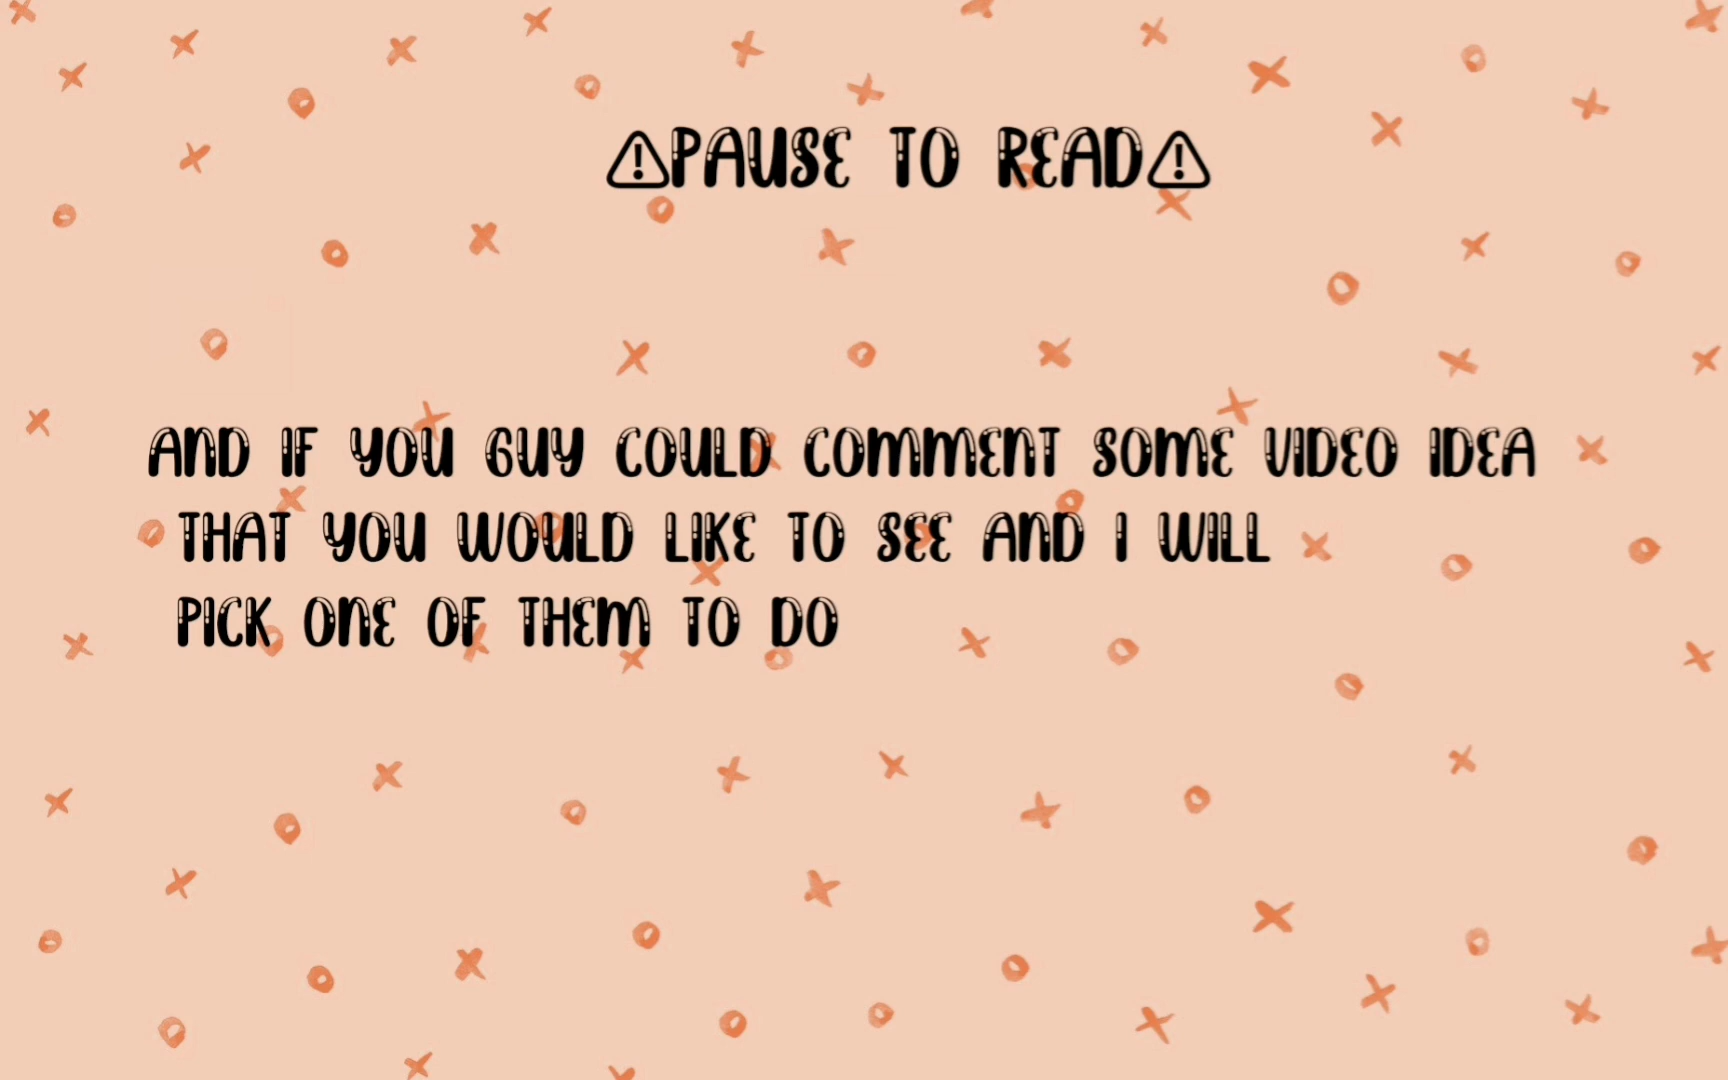 ⚠PAUSE TO READ⚠
AND IF YOU GUY COULD COMMENT SOME VIDEO IDEA
THAT YOU WOULD LIKE TO SEE AND I WILL
PICK ONE OF THEM TO DO